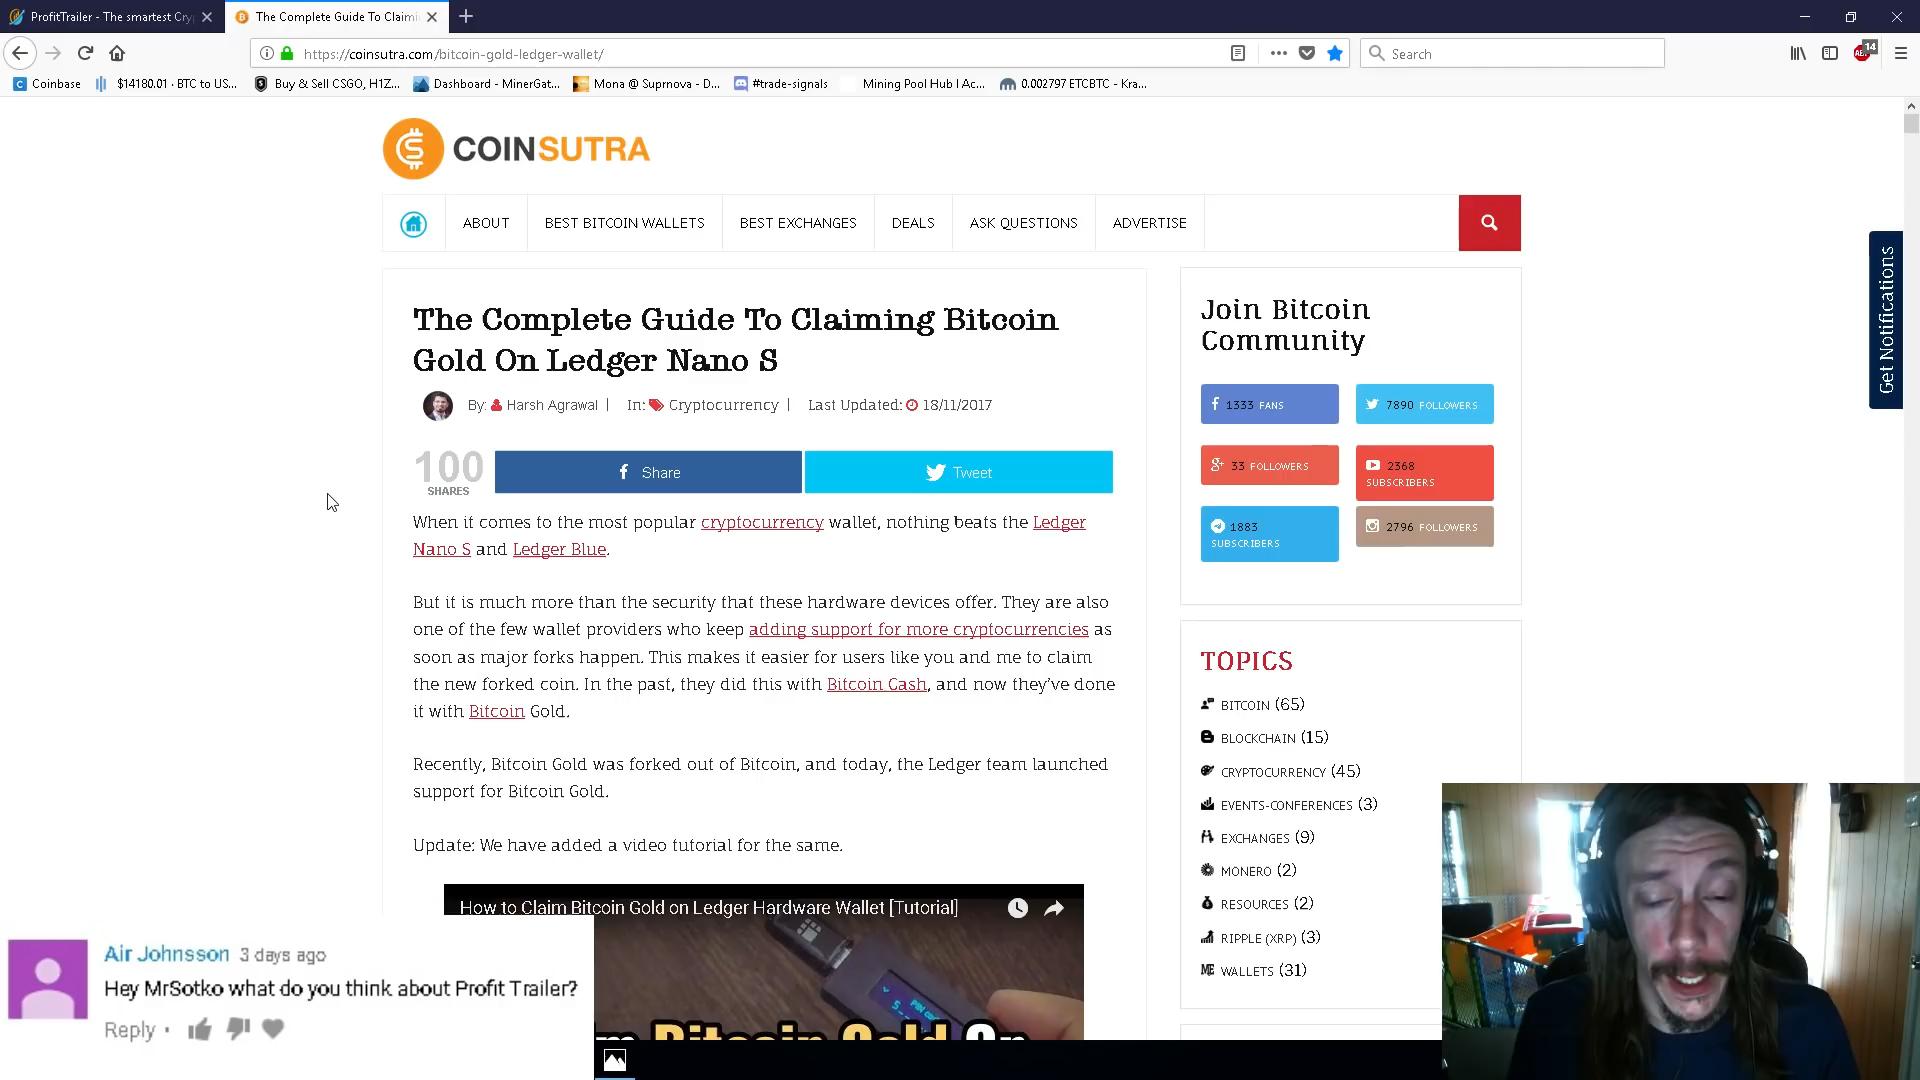 ProfitTrailer - The smartest Cry
The Complete Guide To Claimi
https://coinsutra.com/bitcoin-gold-ledger-wallet/
Search
14
Coinbase
$14180.01 · BTC to US...
Buy & Sell CSGO, H1Z...
Dashboard - MinerGat...
Mona @ Suprnova - D...
#trade-signals
Mining Pool Hub | Ac...
0.002797 ETCBTC - Kra...
COINSUTRA
ABOUT
BEST BITCOIN WALLETS
BEST EXCHANGES
DEALS
ASK QUESTIONS
ADVERTISE
Get Notifications
The Complete Guide To Claiming Bitcoin
Gold On Ledger Nano S
By: Harsh Agrawal | In: Cryptocurrency | Last Updated: 18/11/2017
100
SHARES
Share
Tweet
When it comes to the most popular cryptocurrency wallet, nothing beats the Ledger
Nano S and Ledger Blue.
But it is much more than the security that these hardware devices offer. They are also
one of the few wallet providers who keep adding support for more cryptocurrencies as
soon as major forks happen. This makes it easier for users like you and me to claim
the new forked coin. In the past, they did this with Bitcoin Cash, and now they've done
it with Bitcoin Gold.
Recently, Bitcoin Gold was forked out of Bitcoin, and today, the Ledger team launched
support for Bitcoin Gold.
Update: We have added a video tutorial for the same.
How to Claim Bitcoin Gold on Ledger Hardware Wallet [Tutorial]
Bitcoin Gold On
Join Bitcoin
Community
1333 FANS
7890 FOLLOWERS
33 FOLLOWERS
2368
SUBSCRIBERS
1883
SUBSCRIBERS
2796 FOLLOWERS
TOPICS
BITCOIN (65)
BLOCKCHAIN (15)
CRYPTOCURRENCY (45)
EVENTS-CONFERENCES (3)
EXCHANGES (9)
MONERO (2)
RESOURCES (2)
RIPPLE (XRP) (3)
WALLETS (31)
Air Johnsson 3 days ago
Hey MrSotko what do you think about Profit Trailer?
Reply ·